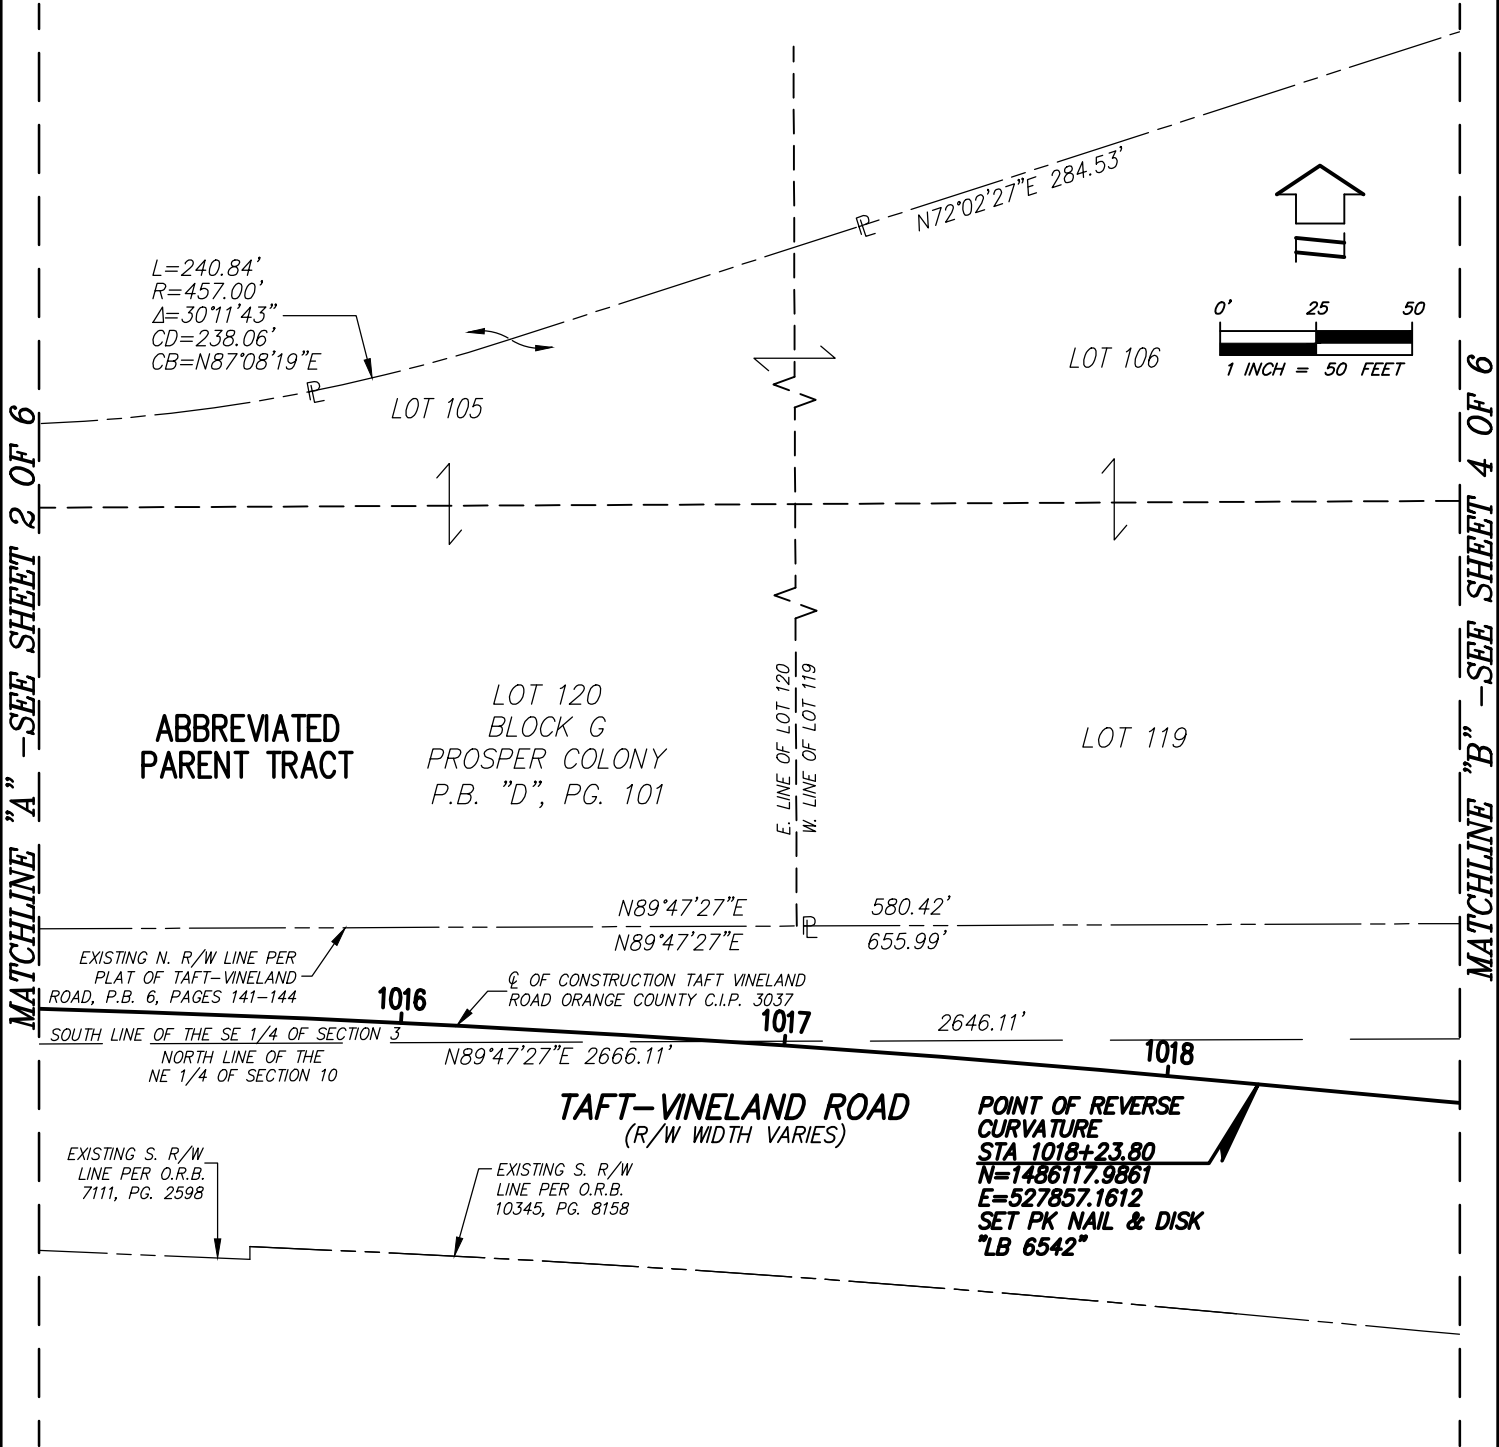 MATCHLINE "A" -SEE SHEET 2 OF 6
L=240.84'
R=457.00'
Δ=30°11'43"
CD=238.06'
CB=N87°08'19"E
N72°02'27"E 284.53'
0' 25 50
1 INCH = 50 FEET
LOT 105
LOT 106
ABBREVIATED
PARENT TRACT
LOT 120
BLOCK G
PROSPER COLONY
P.B. "D", PG. 101
E. LINE OF LOT 120
W. LINE OF LOT 119
LOT 119
N89°47'27"E 580.42'
N89°47'27"E 655.99'
EXISTING N. R/W LINE PER
PLAT OF TAFT-VINELAND
ROAD, P.B. 6, PAGES 141-144
℄ OF CONSTRUCTION TAFT VINELAND
ROAD ORANGE COUNTY C.I.P. 3037
1016
1017
1018
SOUTH LINE OF THE SE 1/4 OF SECTION 3
NORTH LINE OF THE
NE 1/4 OF SECTION 10
N89°47'27"E 2666.11'
2646.11'
TAFT-VINELAND ROAD
(R/W WIDTH VARIES)
POINT OF REVERSE
CURVATURE
STA 1018+23.80
N=1486117.9861
E=527857.1612
SET PK NAIL & DISK
"LB 6542"
EXISTING S. R/W
LINE PER O.R.B.
7111, PG. 2598
EXISTING S. R/W
LINE PER O.R.B.
10345, PG. 8158
MATCHLINE "B" -SEE SHEET 4 OF 6